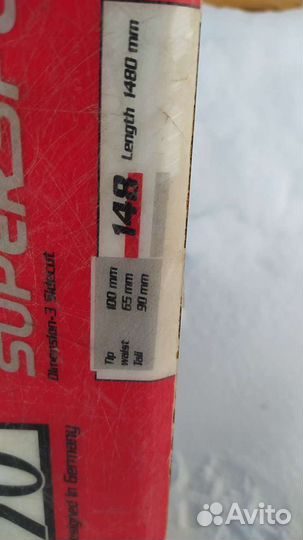 148 Length 1480 mm
Tip 100 mm
waist 65 mm
Tail 90 mm
SUPERSPO
Dimension-3 Sidecut
70
esigned in Germany
Avito